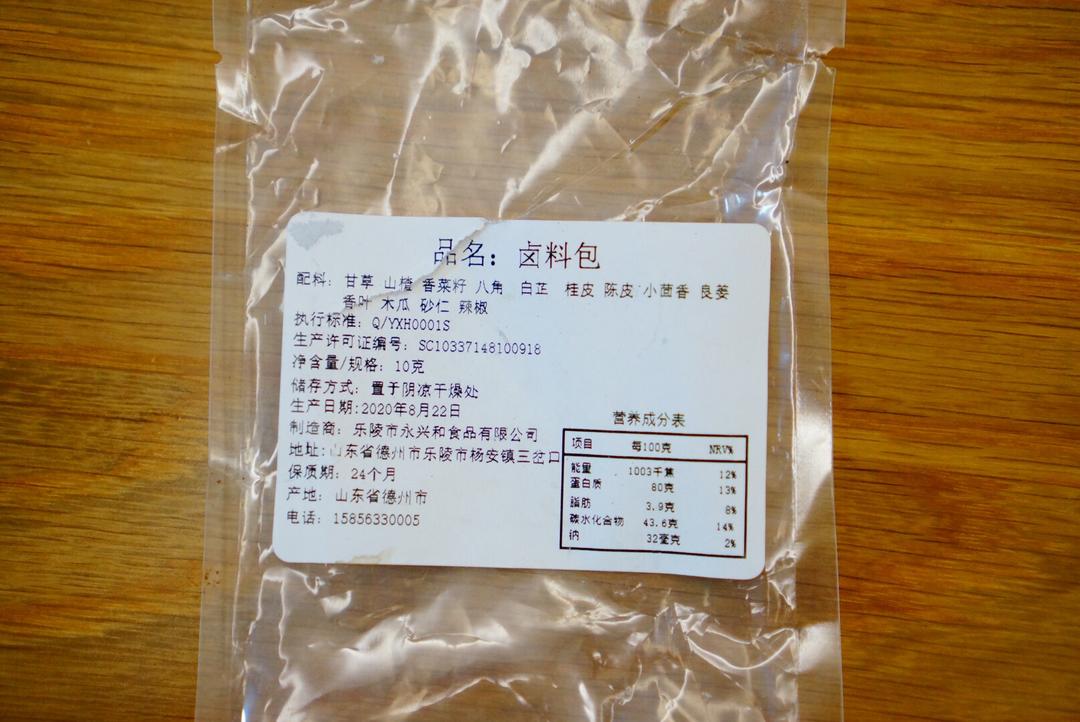 品名：卤料包
配料：甘草 山楂 香菜籽 八角 白芷 桂皮 陈皮 小茴香 良姜
香叶 木瓜 砂仁 辣椒
执行标准：Q/YXH0001S
生产许可证编号：SC10337148100918
净含量/规格：10克
储存方式：置于阴凉干燥处
生产日期:2020年8月22日
制造商：乐陵市永兴和食品有限公司
地址:山东省德州市乐陵市杨安镇三岔口
保质期：24个月
产地：山东省德州市
电话：15856330005
营养成分表
项目 每100克 NRV%
能量 1003千焦 12%
蛋白质 80克 13%
脂肪 3.9克 8%
碳水化合物 43.6克 14%
钠 32毫克 2%